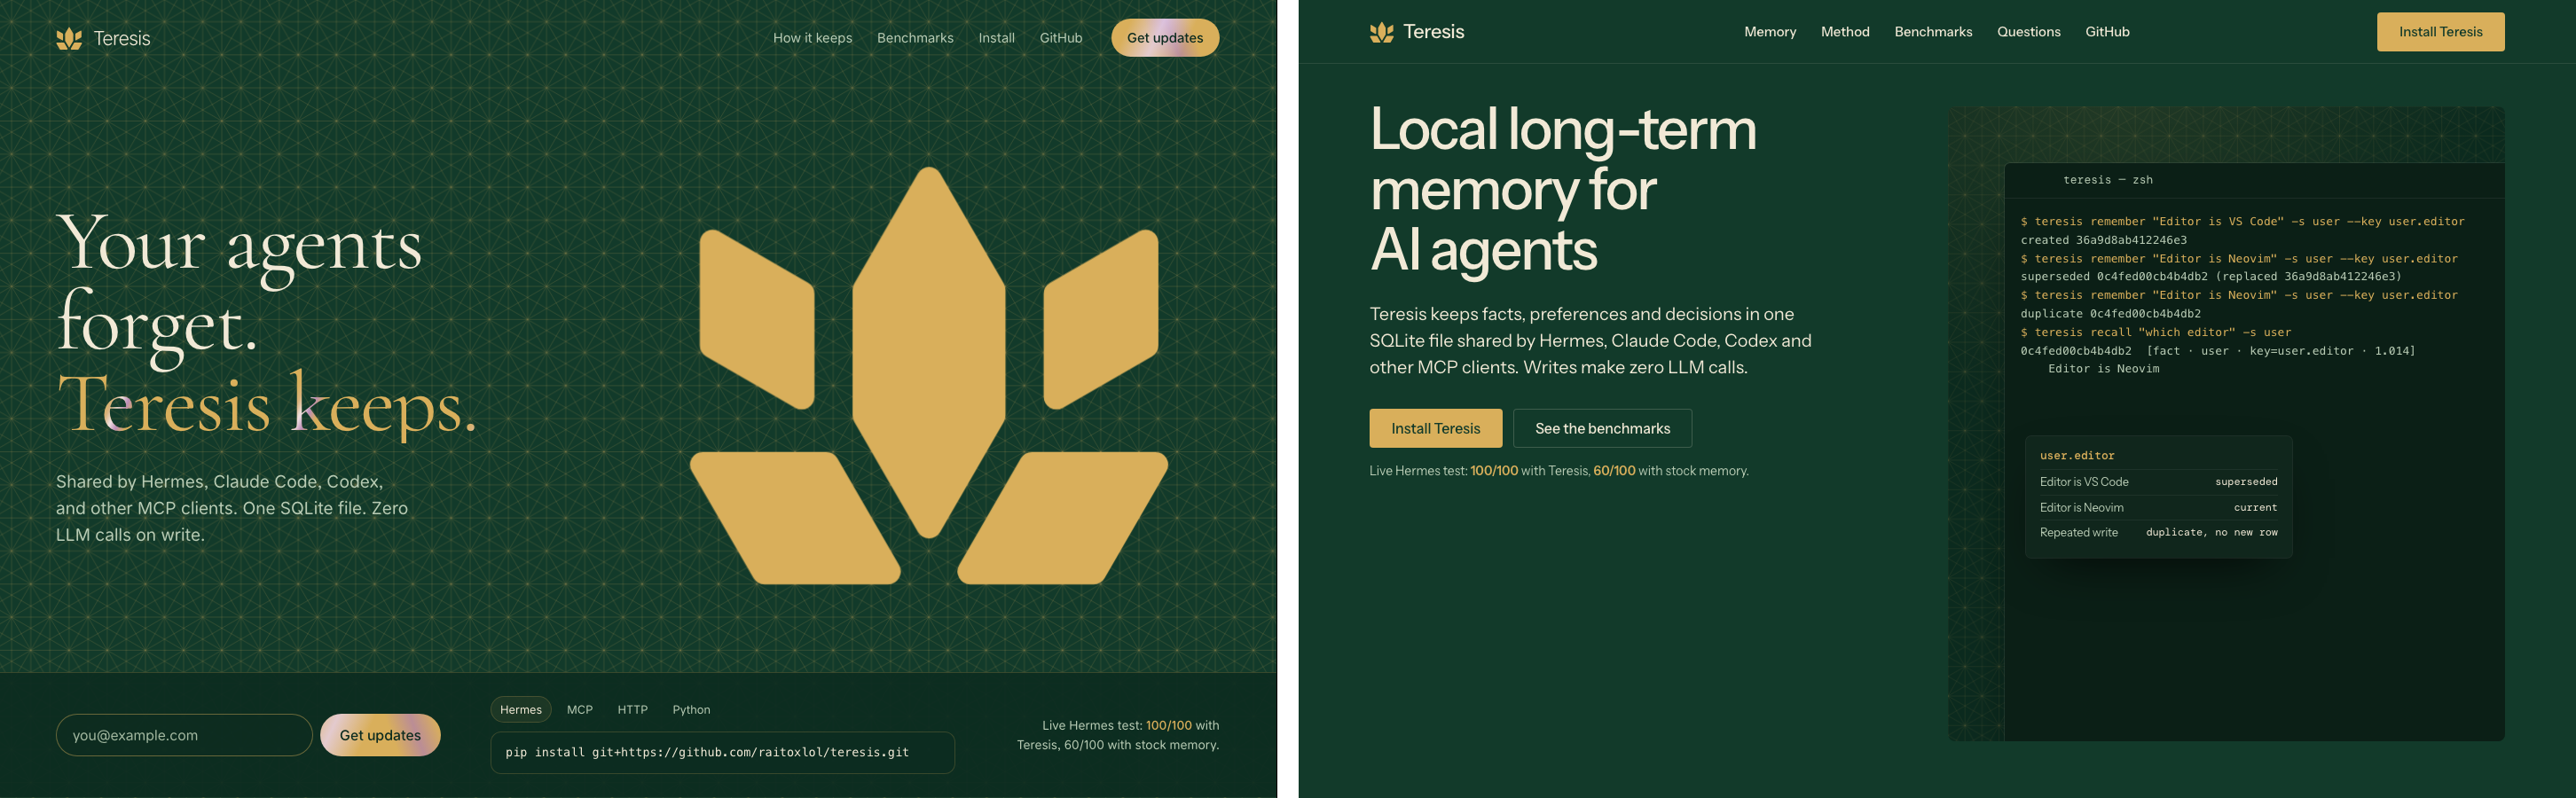 Teresis
How it keeps
Benchmarks
Install
GitHub
Get updates
Your agents
forget.
Teresis keeps.
Shared by Hermes, Claude Code, Codex,
and other MCP clients. One SQLite file. Zero
LLM calls on write.
you@example.com
Get updates
Hermes
MCP
HTTP
Python
pip install git+https://github.com/raitoxlol/teresis.git
Live Hermes test: 100/100 with
Teresis, 60/100 with stock memory.
Teresis
Memory
Method
Benchmarks
Questions
GitHub
Install Teresis
Local long-term
memory for
AI agents
Teresis keeps facts, preferences and decisions in one
SQLite file shared by Hermes, Claude Code, Codex and
other MCP clients. Writes make zero LLM calls.
Install Teresis
See the benchmarks
Live Hermes test: 100/100 with Teresis, 60/100 with stock memory.
teresis — zsh
$ teresis remember "Editor is VS Code" -s user --key user.editor
created 36a9d8ab412246e3
$ teresis remember "Editor is Neovim" -s user --key user.editor
superseded 0c4fed00cb4b4db2 (replaced 36a9d8ab412246e3)
$ teresis remember "Editor is Neovim" -s user --key user.editor
duplicate 0c4fed00cb4b4db2
$ teresis recall "which editor" -s user
0c4fed00cb4b4db2 [fact · user · key=user.editor · 1.014]
Editor is Neovim
user.editor
Editor is VS Code superseded
Editor is Neovim current
Repeated write duplicate, no new row